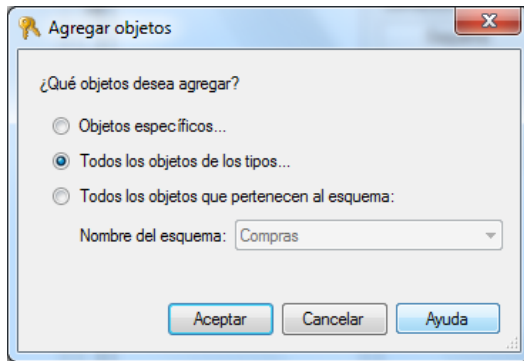 Agregar objetos
¿Qué objetos desea agregar?
Objetos específicos...
Todos los objetos de los tipos...
Todos los objetos que pertenecen al esquema:
Nombre del esquema: Compras
Aceptar Cancelar Ayuda